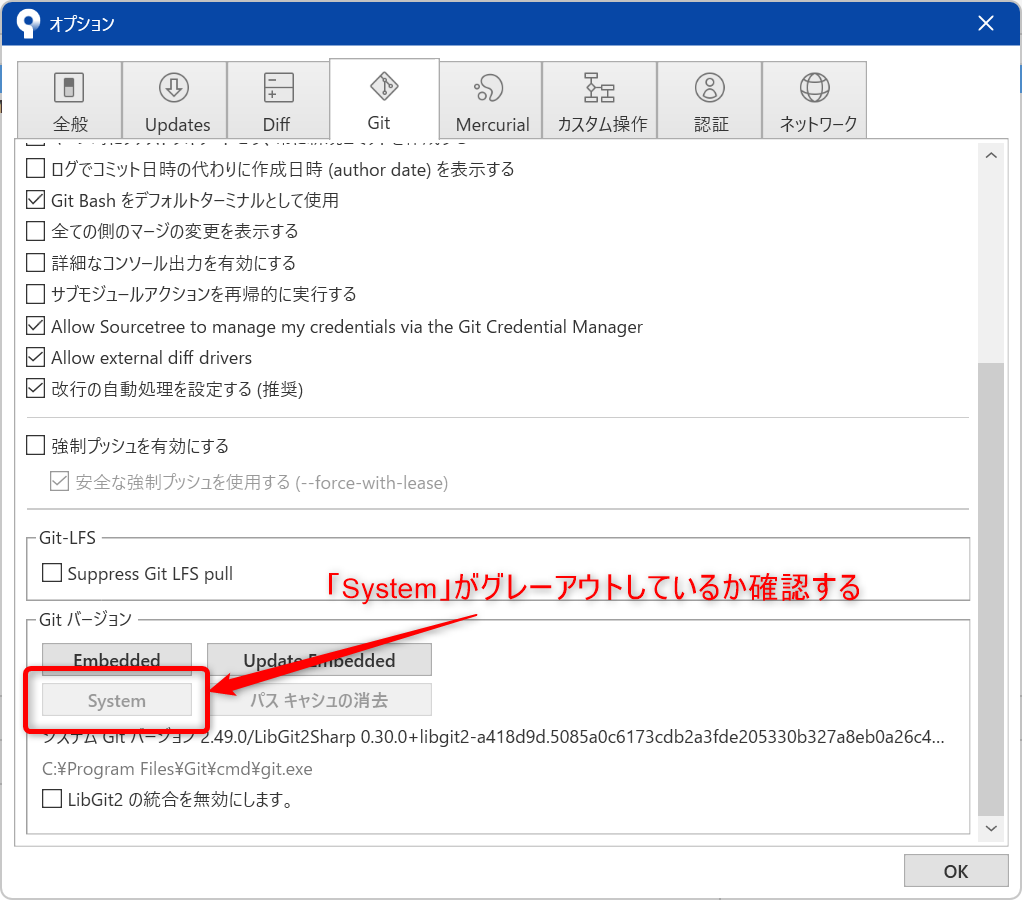 オプション
全般
Updates
Diff
Git
Mercurial
カスタム操作
認証
ネットワーク
ログでコミット日時の代わりに作成日時 (author date) を表示する
Git Bash をデフォルトターミナルとして使用
全ての側のマージの変更を表示する
詳細なコンソール出力を有効にする
サブモジュールアクションを再帰的に実行する
Allow Sourcetree to manage my credentials via the Git Credential Manager
Allow external diff drivers
改行の自動処理を設定する (推奨)
強制プッシュを有効にする
安全な強制プッシュを使用する (--force-with-lease)
Git-LFS
Suppress Git LFS pull
「System」がグレーアウトしているか確認する
Git バージョン
Embedded
Update Embedded
System
パス キャシュの消去
システム Git バージョン 2.49.0/LibGit2Sharp 0.30.0+libgit2-a418d9d.5085a0c6173cdb2a3fde205330b327a8eb0a26c4...
C:¥Program Files¥Git¥cmd¥git.exe
LibGit2 の統合を無効にします。
OK